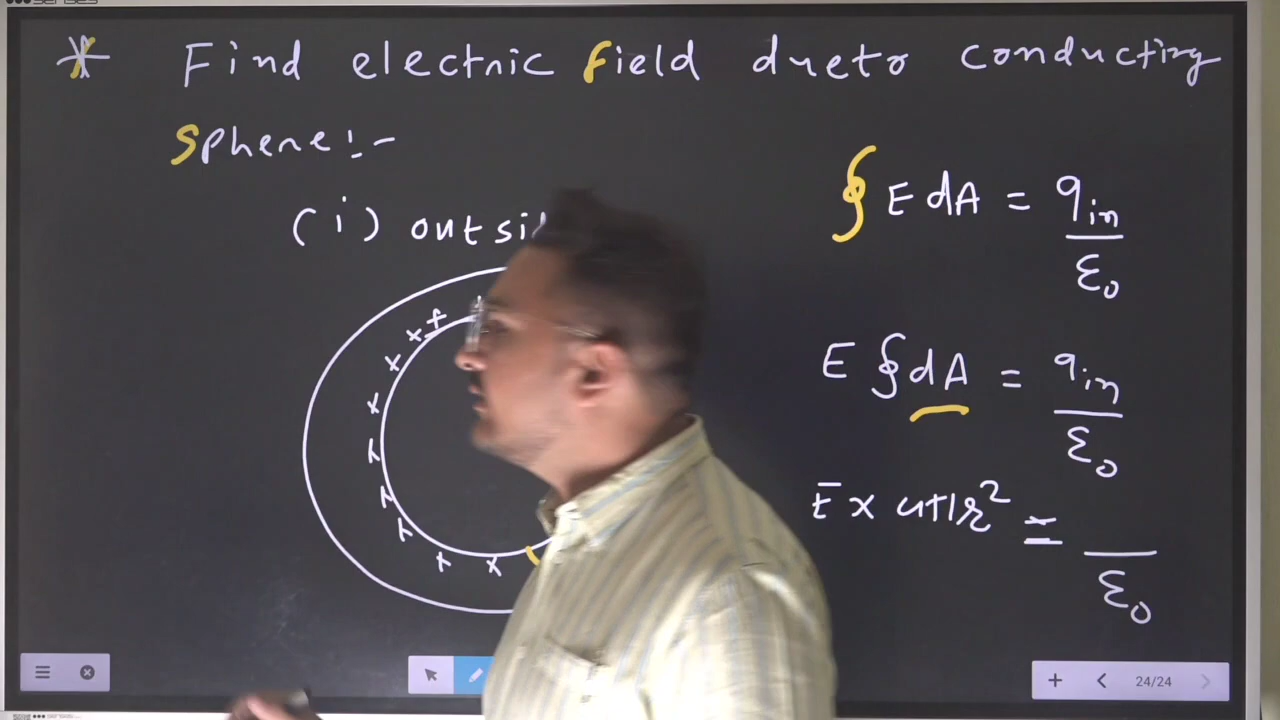 * Find electric field dueto conducting
sphere:-
(i) outsi
∮ E dA = qin
ε0
E ∮ dA = qin
ε0
E x 4πr² =
ε0
24/24